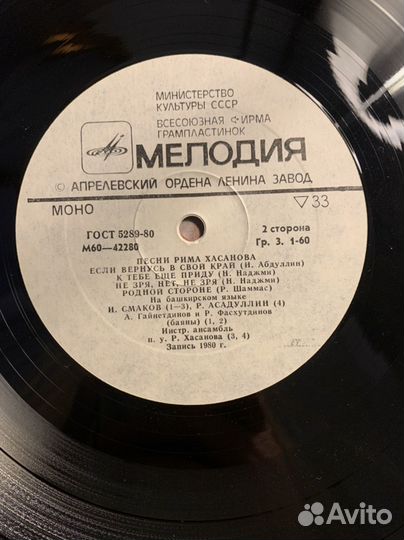 МИНИСТЕРСТВО
КУЛЬТУРЫ СССР
ВСЕСОЮЗНАЯ ФИРМА
ГРАМПЛАСТИНОК
МЕЛОДИЯ
© АПРЕЛЕВСКИЙ ОРДЕНА ЛЕНИНА ЗАВОД
МОНО ▽33
ГОСТ 5289-80 2 сторона
М60—42280 Гр. 3. 1-60
ПЕСНИ РИМА ХАСАНОВА
ЕСЛИ ВЕРНУСЬ В СВОЙ КРАЙ (И. Абдуллин)
К ТЕБЕ ЕЩЕ ПРИДУ (Н. Наджми)
НЕ ЗРЯ, НЕТ, НЕ ЗРЯ (Н. Наджми)
РОДНОЙ СТОРОНЕ (Р. Шаммас)
На башкирском языке
И. СМАКОВ (1—3), Р. АСАДУЛЛИН (4)
А. Гайнетдинов и Р. Фасхутдинов
(баяны) (1, 2)
Инстр. ансамбль
п. у Р. Хасанова (3, 4)
Запись 1980 г.
Avito